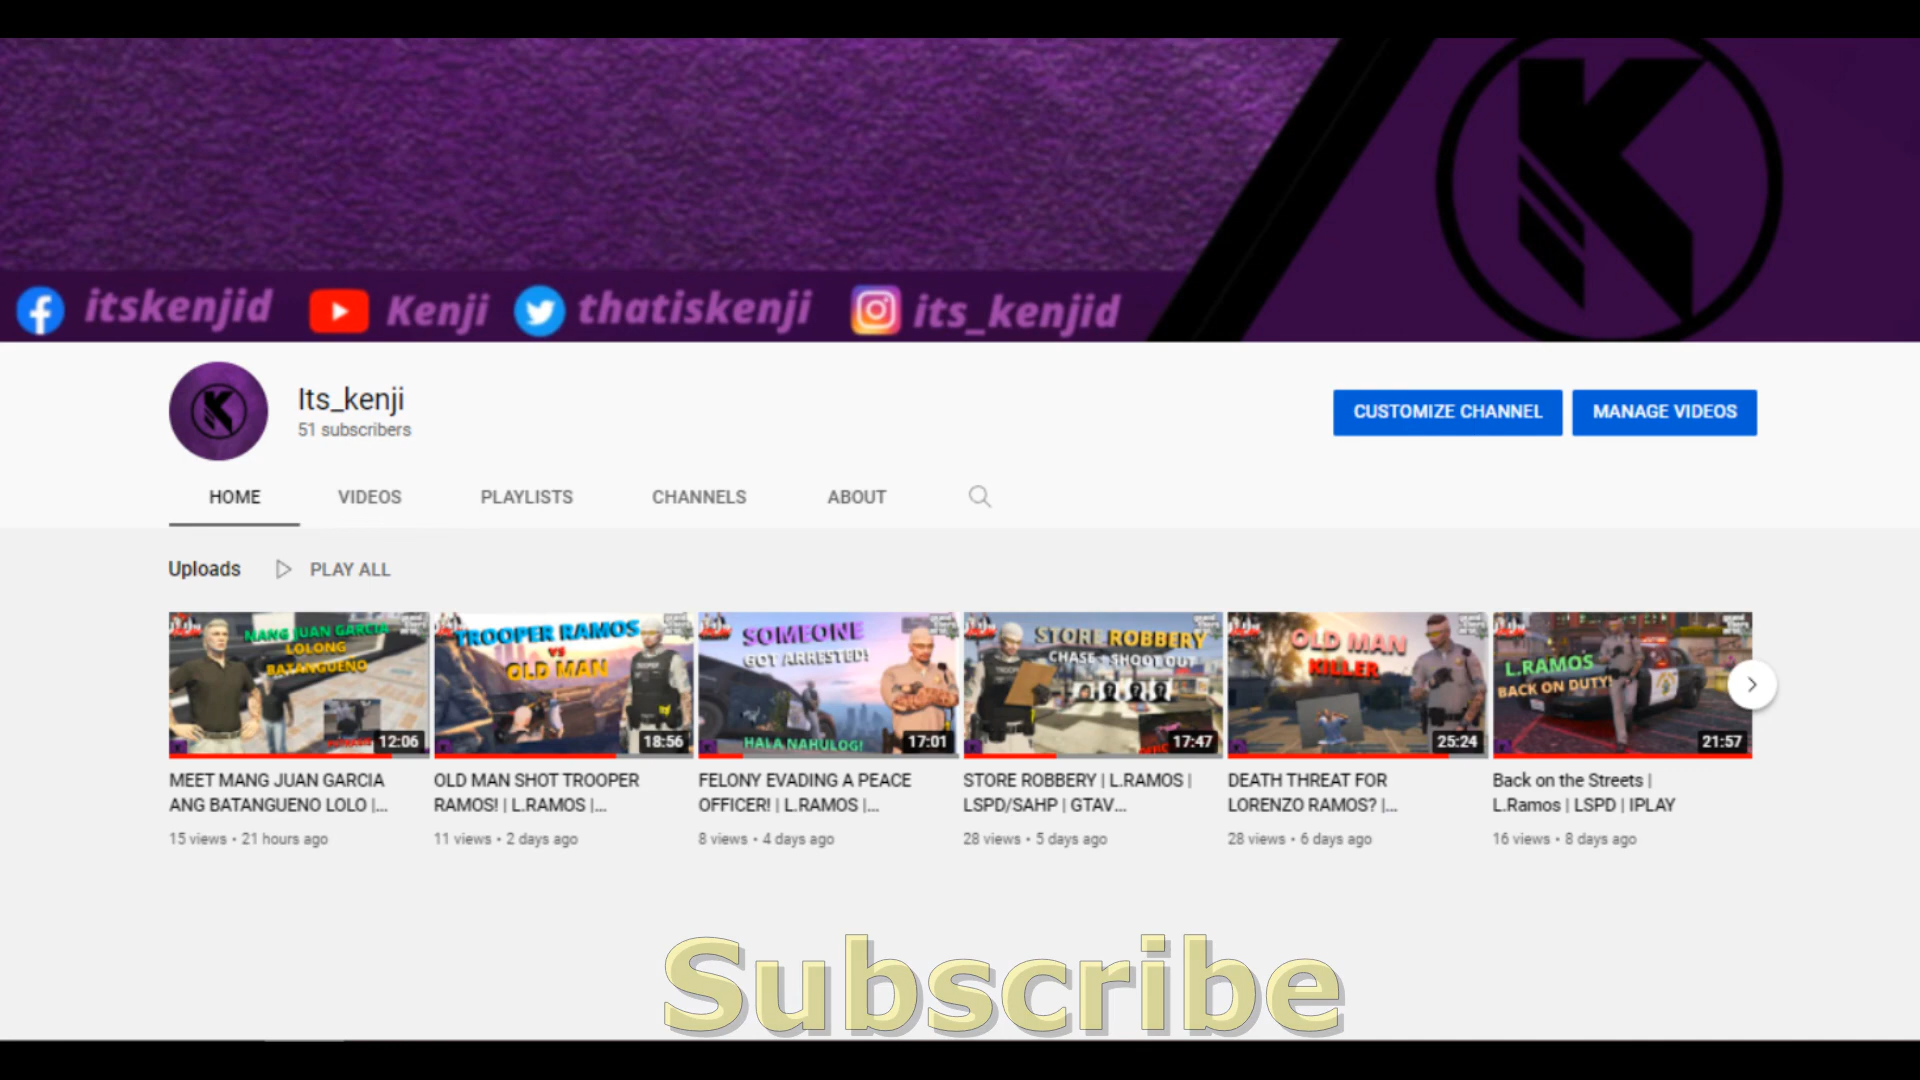 itskenjid Kenji thatiskenji its_kenjid
Its_kenji
51 subscribers
CUSTOMIZE CHANNEL MANAGE VIDEOS
HOME VIDEOS PLAYLISTS CHANNELS ABOUT
Uploads PLAY ALL
MANG JUAN GARCIA
LOLONG
BATANGUENO
12:06
TROOPER RAMOS
VS
OLD MAN
TROOPER
18:56
SOMEONE
GOT ARRESTED!
HALA NAHULOG!
17:01
STORE ROBBERY
CHASE + SHOOT OUT
17:47
OLD MAN
KILLER
25:24
L.RAMOS
BACK ON DUTY!
21:57
MEET MANG JUAN GARCIA
ANG BATANGUENO LOLO |...
15 views • 21 hours ago
OLD MAN SHOT TROOPER
RAMOS! | L.RAMOS |...
11 views • 2 days ago
FELONY EVADING A PEACE
OFFICER! | L.RAMOS |...
8 views • 4 days ago
STORE ROBBERY | L.RAMOS |
LSPD/SAHP | GTAV...
28 views • 5 days ago
DEATH THREAT FOR
LORENZO RAMOS? |...
28 views • 6 days ago
Back on the Streets |
L.Ramos | LSPD | IPLAY
16 views • 8 days ago
Subscribe